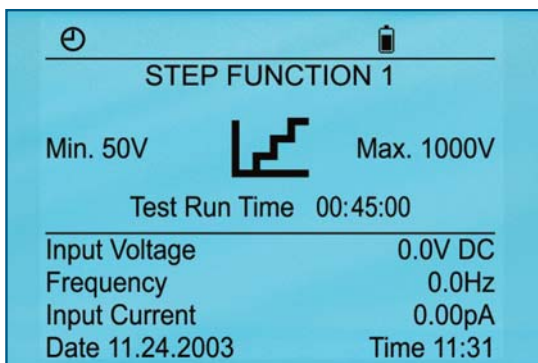 STEP FUNCTION 1
Min. 50V Max. 1000V
Test Run Time 00:45:00
Input Voltage 0.0V DC
Frequency 0.0Hz
Input Current 0.00pA
Date 11.24.2003 Time 11:31